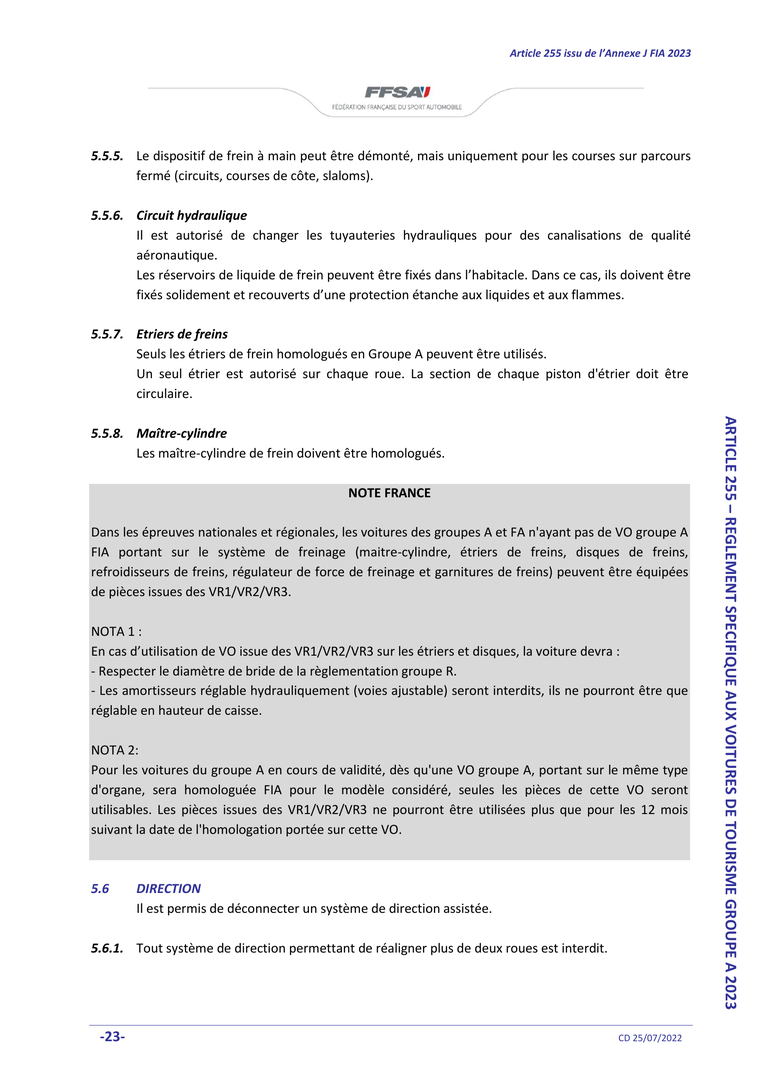 Article 255 issu de l'Annexe J FIA 2023
FFSA
FÉDÉRATION FRANÇAISE DU SPORT AUTOMOBILE
5.5.5. Le dispositif de frein à main peut être démonté, mais uniquement pour les courses sur parcours
fermé (circuits, courses de côte, slaloms).
5.5.6. Circuit hydraulique
Il est autorisé de changer les tuyauteries hydrauliques pour des canalisations de qualité
aéronautique.
Les réservoirs de liquide de frein peuvent être fixés dans l'habitacle. Dans ce cas, ils doivent être
fixés solidement et recouverts d'une protection étanche aux liquides et aux flammes.
5.5.7. Etriers de freins
Seuls les étriers de frein homologués en Groupe A peuvent être utilisés.
Un seul étrier est autorisé sur chaque roue. La section de chaque piston d'étrier doit être
circulaire.
5.5.8. Maître-cylindre
Les maître-cylindre de frein doivent être homologués.
NOTE FRANCE
Dans les épreuves nationales et régionales, les voitures des groupes A et FA n'ayant pas de VO groupe A
FIA portant sur le système de freinage (maitre-cylindre, étriers de freins, disques de freins,
refroidisseurs de freins, régulateur de force de freinage et garnitures de freins) peuvent être équipées
de pièces issues des VR1/VR2/VR3.
NOTA 1 :
En cas d'utilisation de VO issue des VR1/VR2/VR3 sur les étriers et disques, la voiture devra :
- Respecter le diamètre de bride de la règlementation groupe R.
- Les amortisseurs réglable hydrauliquement (voies ajustable) seront interdits, ils ne pourront être que
réglable en hauteur de caisse.
NOTA 2:
Pour les voitures du groupe A en cours de validité, dès qu'une VO groupe A, portant sur le même type
d'organe, sera homologuée FIA pour le modèle considéré, seules les pièces de cette VO seront
utilisables. Les pièces issues des VR1/VR2/VR3 ne pourront être utilisées plus que pour les 12 mois
suivant la date de l'homologation portée sur cette VO.
5.6 DIRECTION
Il est permis de déconnecter un système de direction assistée.
5.6.1. Tout système de direction permettant de réaligner plus de deux roues est interdit.
ARTICLE 255 – REGLEMENT SPECIFIQUE AUX VOITURES DE TOURISME GROUPE A 2023
-23-
CD 25/07/2022